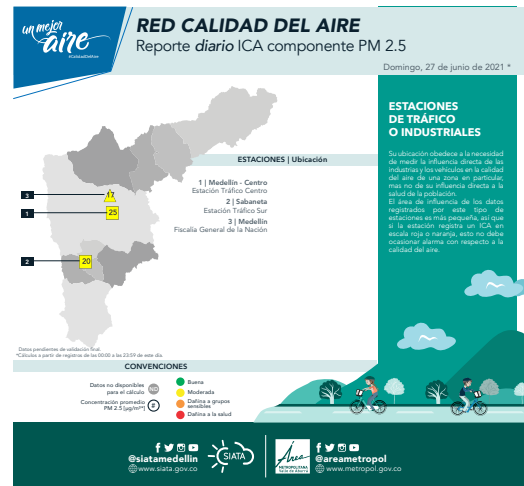 un mejor
aire
#CalidadDelAire
RED CALIDAD DEL AIRE
Reporte diario ICA componente PM 2.5
Domingo, 27 de junio de 2021 *
ESTACIONES
DE TRÁFICO
O INDUSTRIALES
Su ubicación obedece a la necesidad
de medir la influencia directa de las
industrias y los vehículos en la calidad
del aire de una zona en particular,
mas no de su influencia directa a la
salud de la población.
El área de influencia de los datos
registrados por este tipo de
estaciones es más pequeña, así que
si la estación registra un ICA en
escala roja o naranja, esto no debe
ocasionar alarma con respecto a la
calidad del aire.
ESTACIONES | Ubicación
1 | Medellín - Centro
Estación Tráfico Centro
2 | Sabaneta
Estación Tráfico Sur
3 | Medellín
Fiscalía General de la Nación
3
17
1
25
2
20
Datos pendientes de validación final.
*Cálculos a partir de registros de las 00:00 a las 23:59 de este día.
CONVENCIONES
Datos no disponibles
para el cálculo
ND
Concentración promedio
PM 2.5 [µg/m³*]
#
Buena
Moderada
Dañina a grupos
sensibles
Dañina a la salud
@siatamedellin
www.siata.gov.co
SIATA
Área
METROPOLITANA
Valle de Aburrá
@areametropol
www.metropol.gov.co